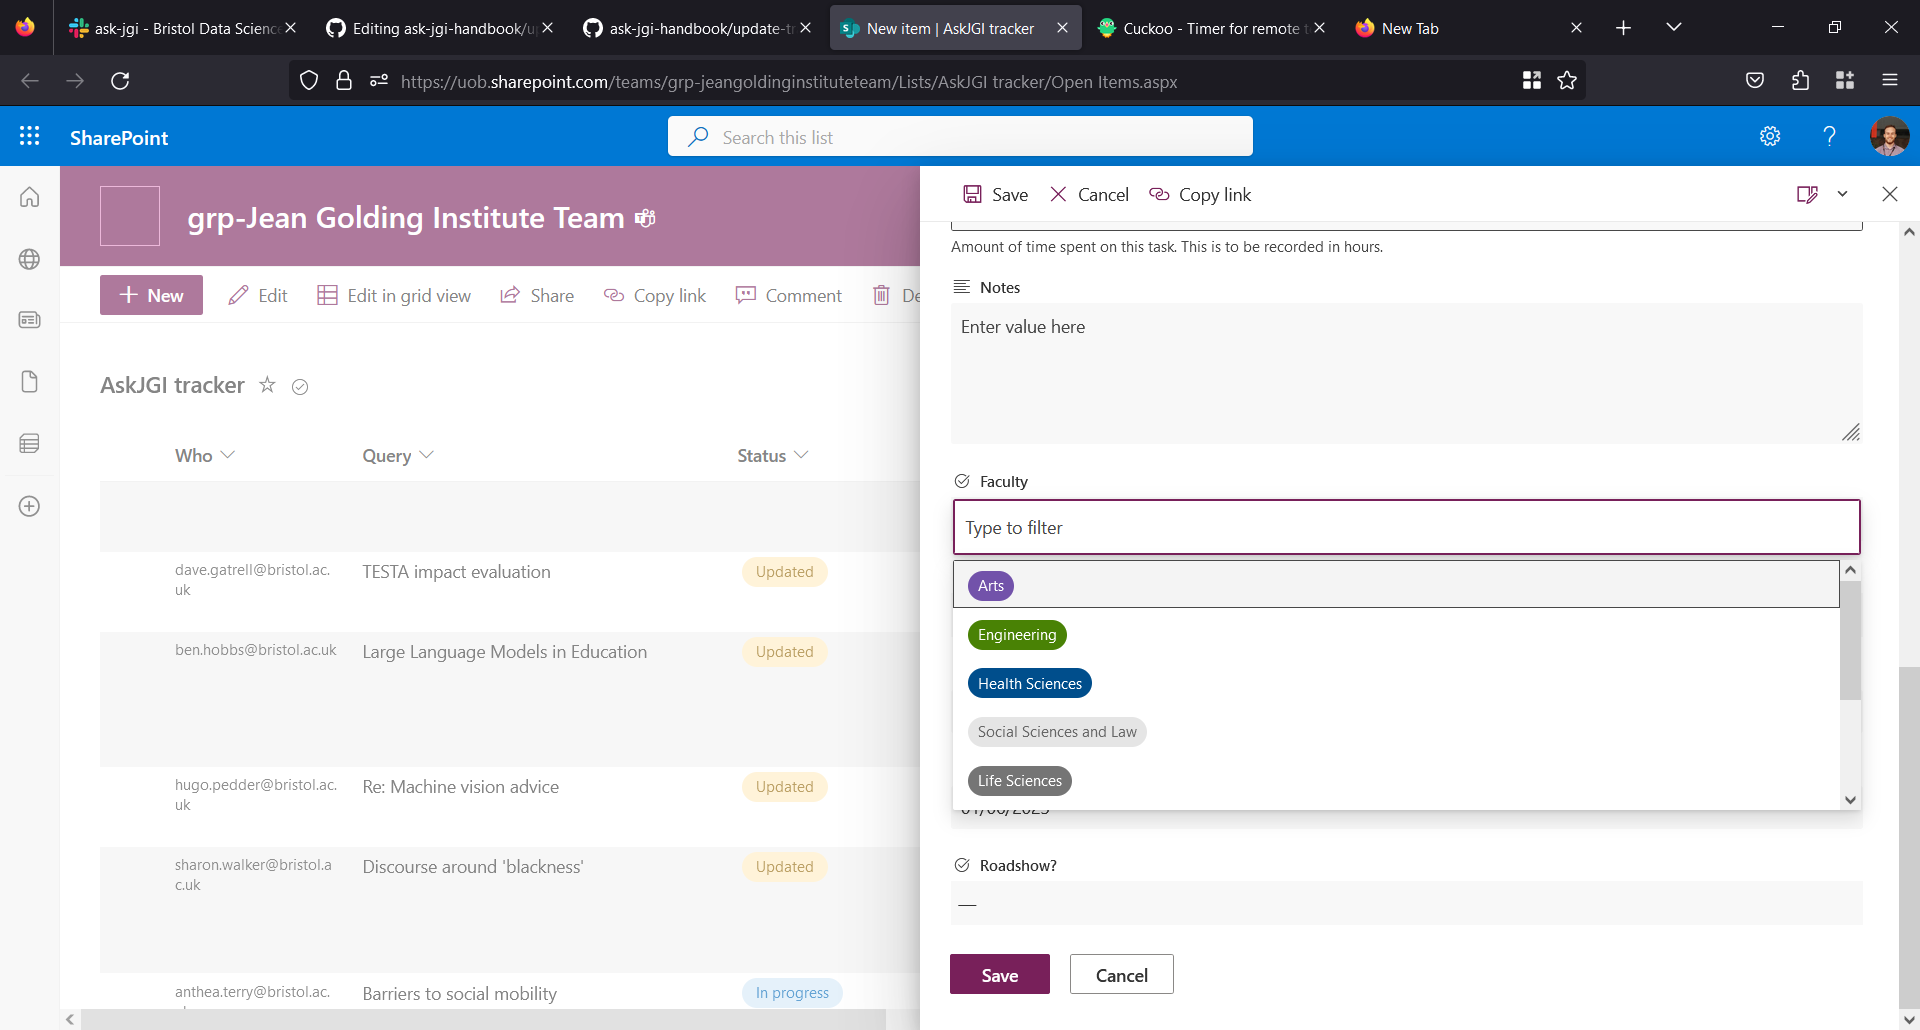 ask-jgi - Bristol Data Science
Editing ask-jgi-handbook/up
ask-jgi-handbook/update-tr
New item | AskJGI tracker
Cuckoo - Timer for remote t
New Tab
https://uob.sharepoint.com/teams/grp-jeangoldinginstituteteam/Lists/AskJGI tracker/Open Items.aspx
SharePoint
Search this list
grp-Jean Golding Institute Team
New
Edit
Edit in grid view
Share
Copy link
Comment
De
AskJGI tracker
Who
Query
Status
dave.gatrell@bristol.ac.
uk
TESTA impact evaluation
Updated
ben.hobbs@bristol.ac.uk
Large Language Models in Education
Updated
hugo.pedder@bristol.ac.
uk
Re: Machine vision advice
Updated
sharon.walker@bristol.a
c.uk
Discourse around 'blackness'
Updated
anthea.terry@bristol.ac.
Barriers to social mobility
In progress
Save
Cancel
Copy link
Amount of time spent on this task. This is to be recorded in hours.
Notes
Enter value here
Faculty
Type to filter
Arts
Engineering
Health Sciences
Social Sciences and Law
Life Sciences
Roadshow?
—
Save
Cancel